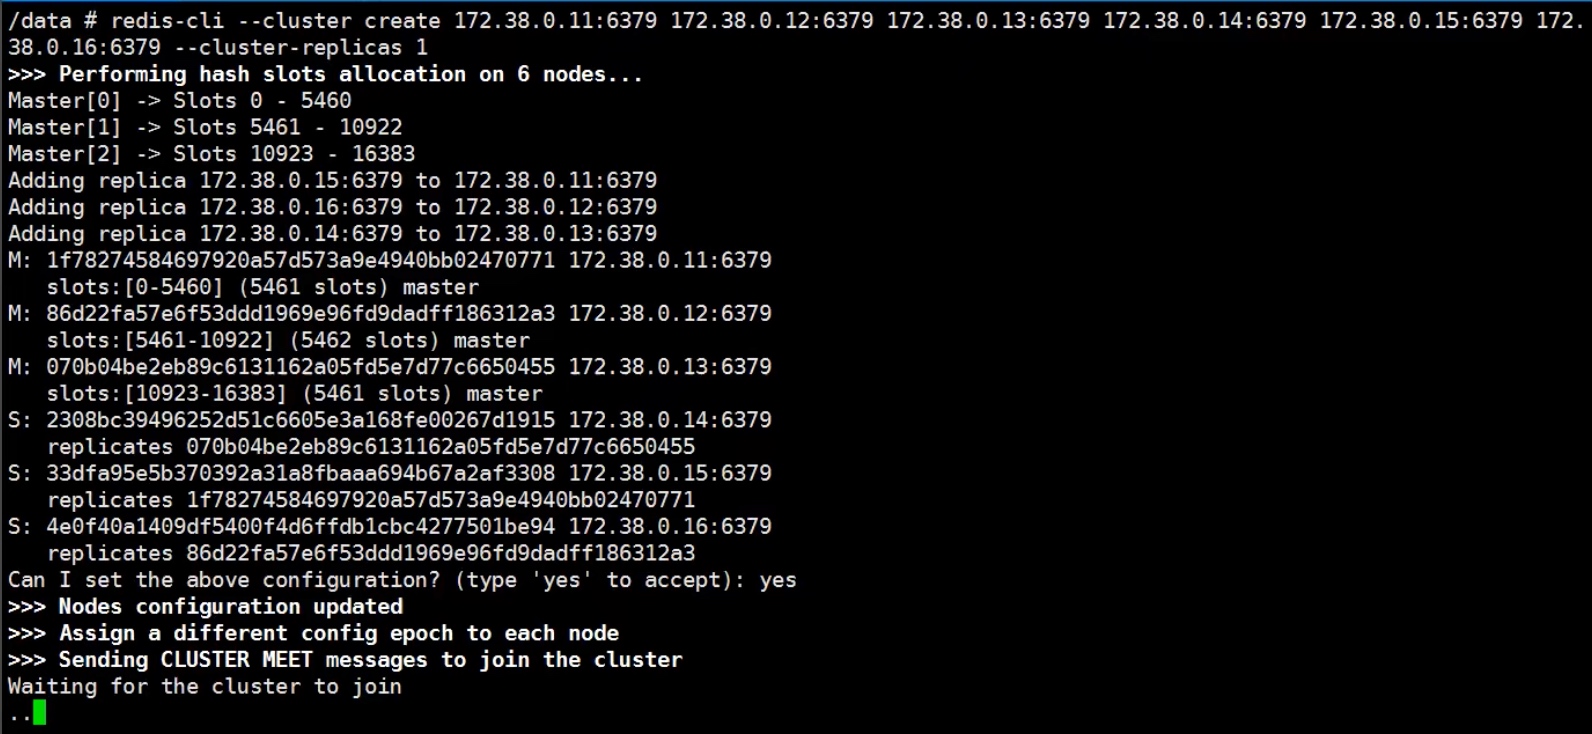 /data # redis-cli --cluster create 172.38.0.11:6379 172.38.0.12:6379 172.38.0.13:6379 172.38.0.14:6379 172.38.0.15:6379 172.
38.0.16:6379 --cluster-replicas 1
>>> Performing hash slots allocation on 6 nodes...
Master[0] -> Slots 0 - 5460
Master[1] -> Slots 5461 - 10922
Master[2] -> Slots 10923 - 16383
Adding replica 172.38.0.15:6379 to 172.38.0.11:6379
Adding replica 172.38.0.16:6379 to 172.38.0.12:6379
Adding replica 172.38.0.14:6379 to 172.38.0.13:6379
M: 1f78274584697920a57d573a9e4940bb02470771 172.38.0.11:6379
   slots:[0-5460] (5461 slots) master
M: 86d22fa57e6f53ddd1969e96fd9dadff186312a3 172.38.0.12:6379
   slots:[5461-10922] (5462 slots) master
M: 070b04be2eb89c6131162a05fd5e7d77c6650455 172.38.0.13:6379
   slots:[10923-16383] (5461 slots) master
S: 2308bc39496252d51c6605e3a168fe00267d1915 172.38.0.14:6379
   replicates 070b04be2eb89c6131162a05fd5e7d77c6650455
S: 33dfa95e5b370392a31a8fbaaa694b67a2af3308 172.38.0.15:6379
   replicates 1f78274584697920a57d573a9e4940bb02470771
S: 4e0f40a1409df5400f4d6ffdb1cbc4277501be94 172.38.0.16:6379
   replicates 86d22fa57e6f53ddd1969e96fd9dadff186312a3
Can I set the above configuration? (type 'yes' to accept): yes
>>> Nodes configuration updated
>>> Assign a different config epoch to each node
>>> Sending CLUSTER MEET messages to join the cluster
Waiting for the cluster to join
..